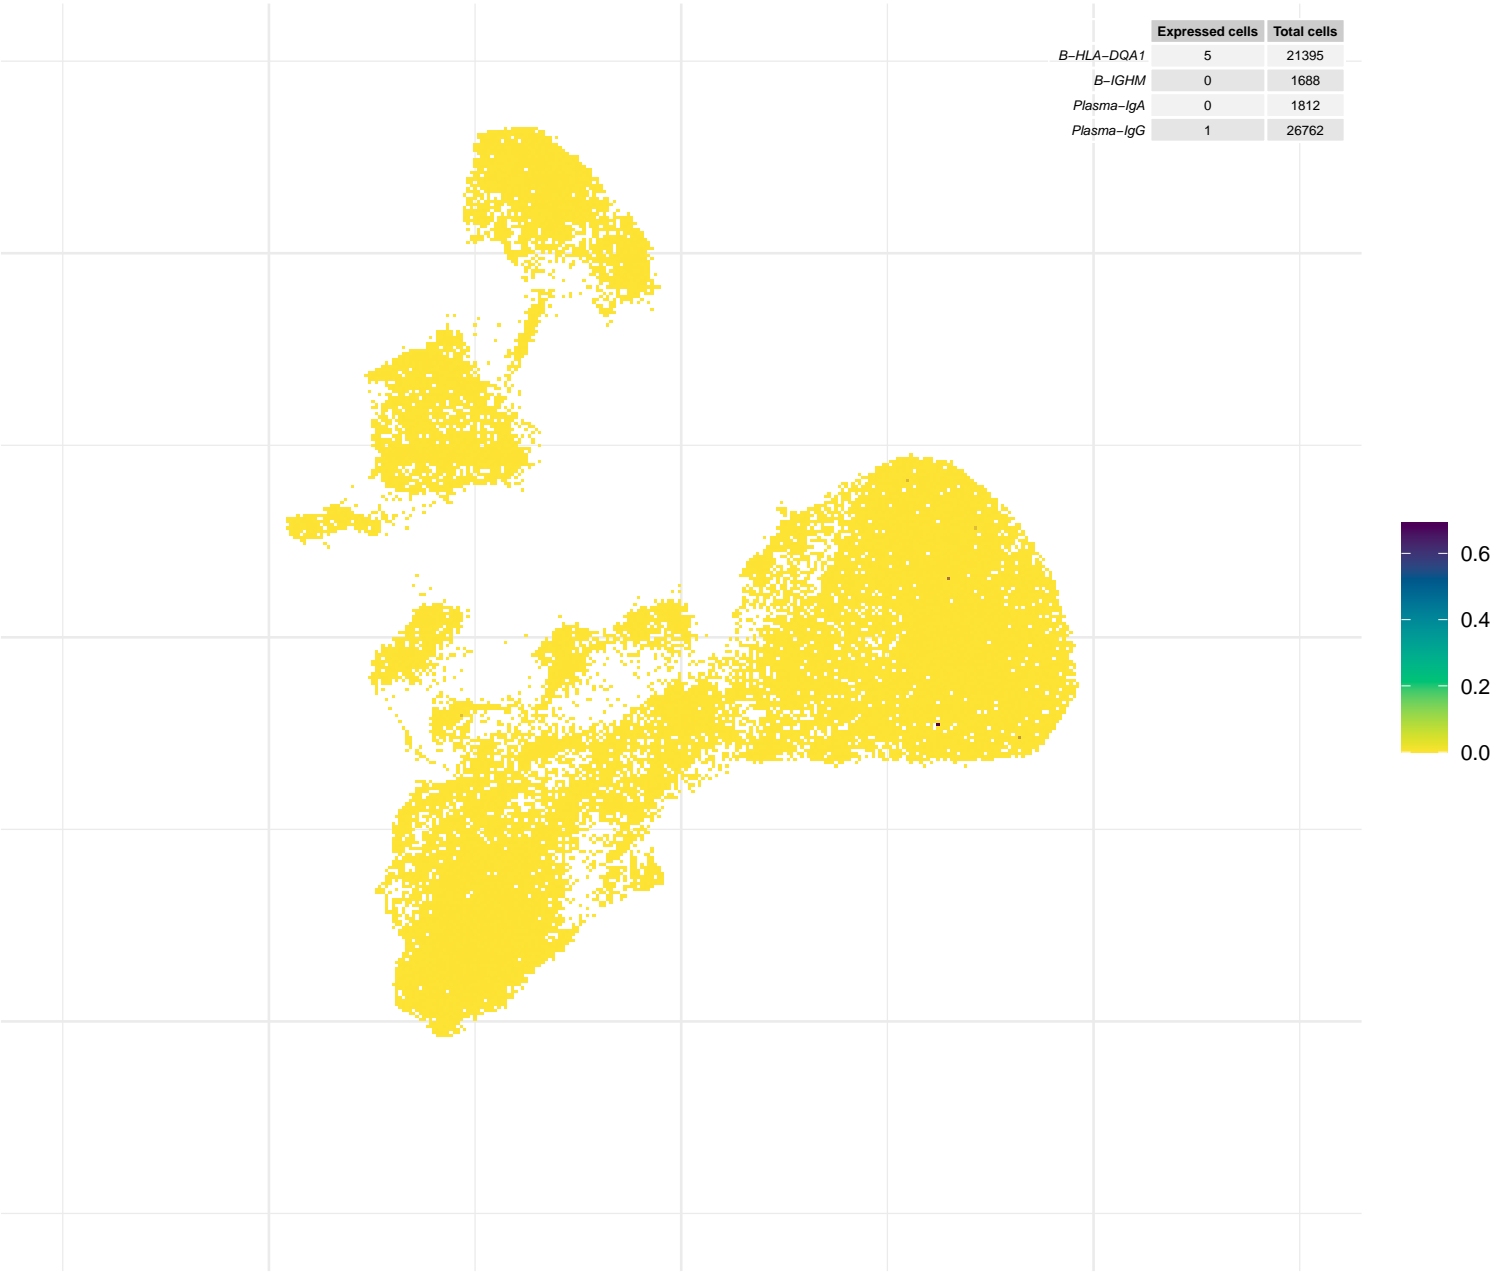 Expressed cells Total cells
B−HLA−DQA1 5 21395
B−IGHM 0 1688
Plasma−IgA 0 1812
Plasma−IgG 1 26762
0.6
0.4
0.2
0.0